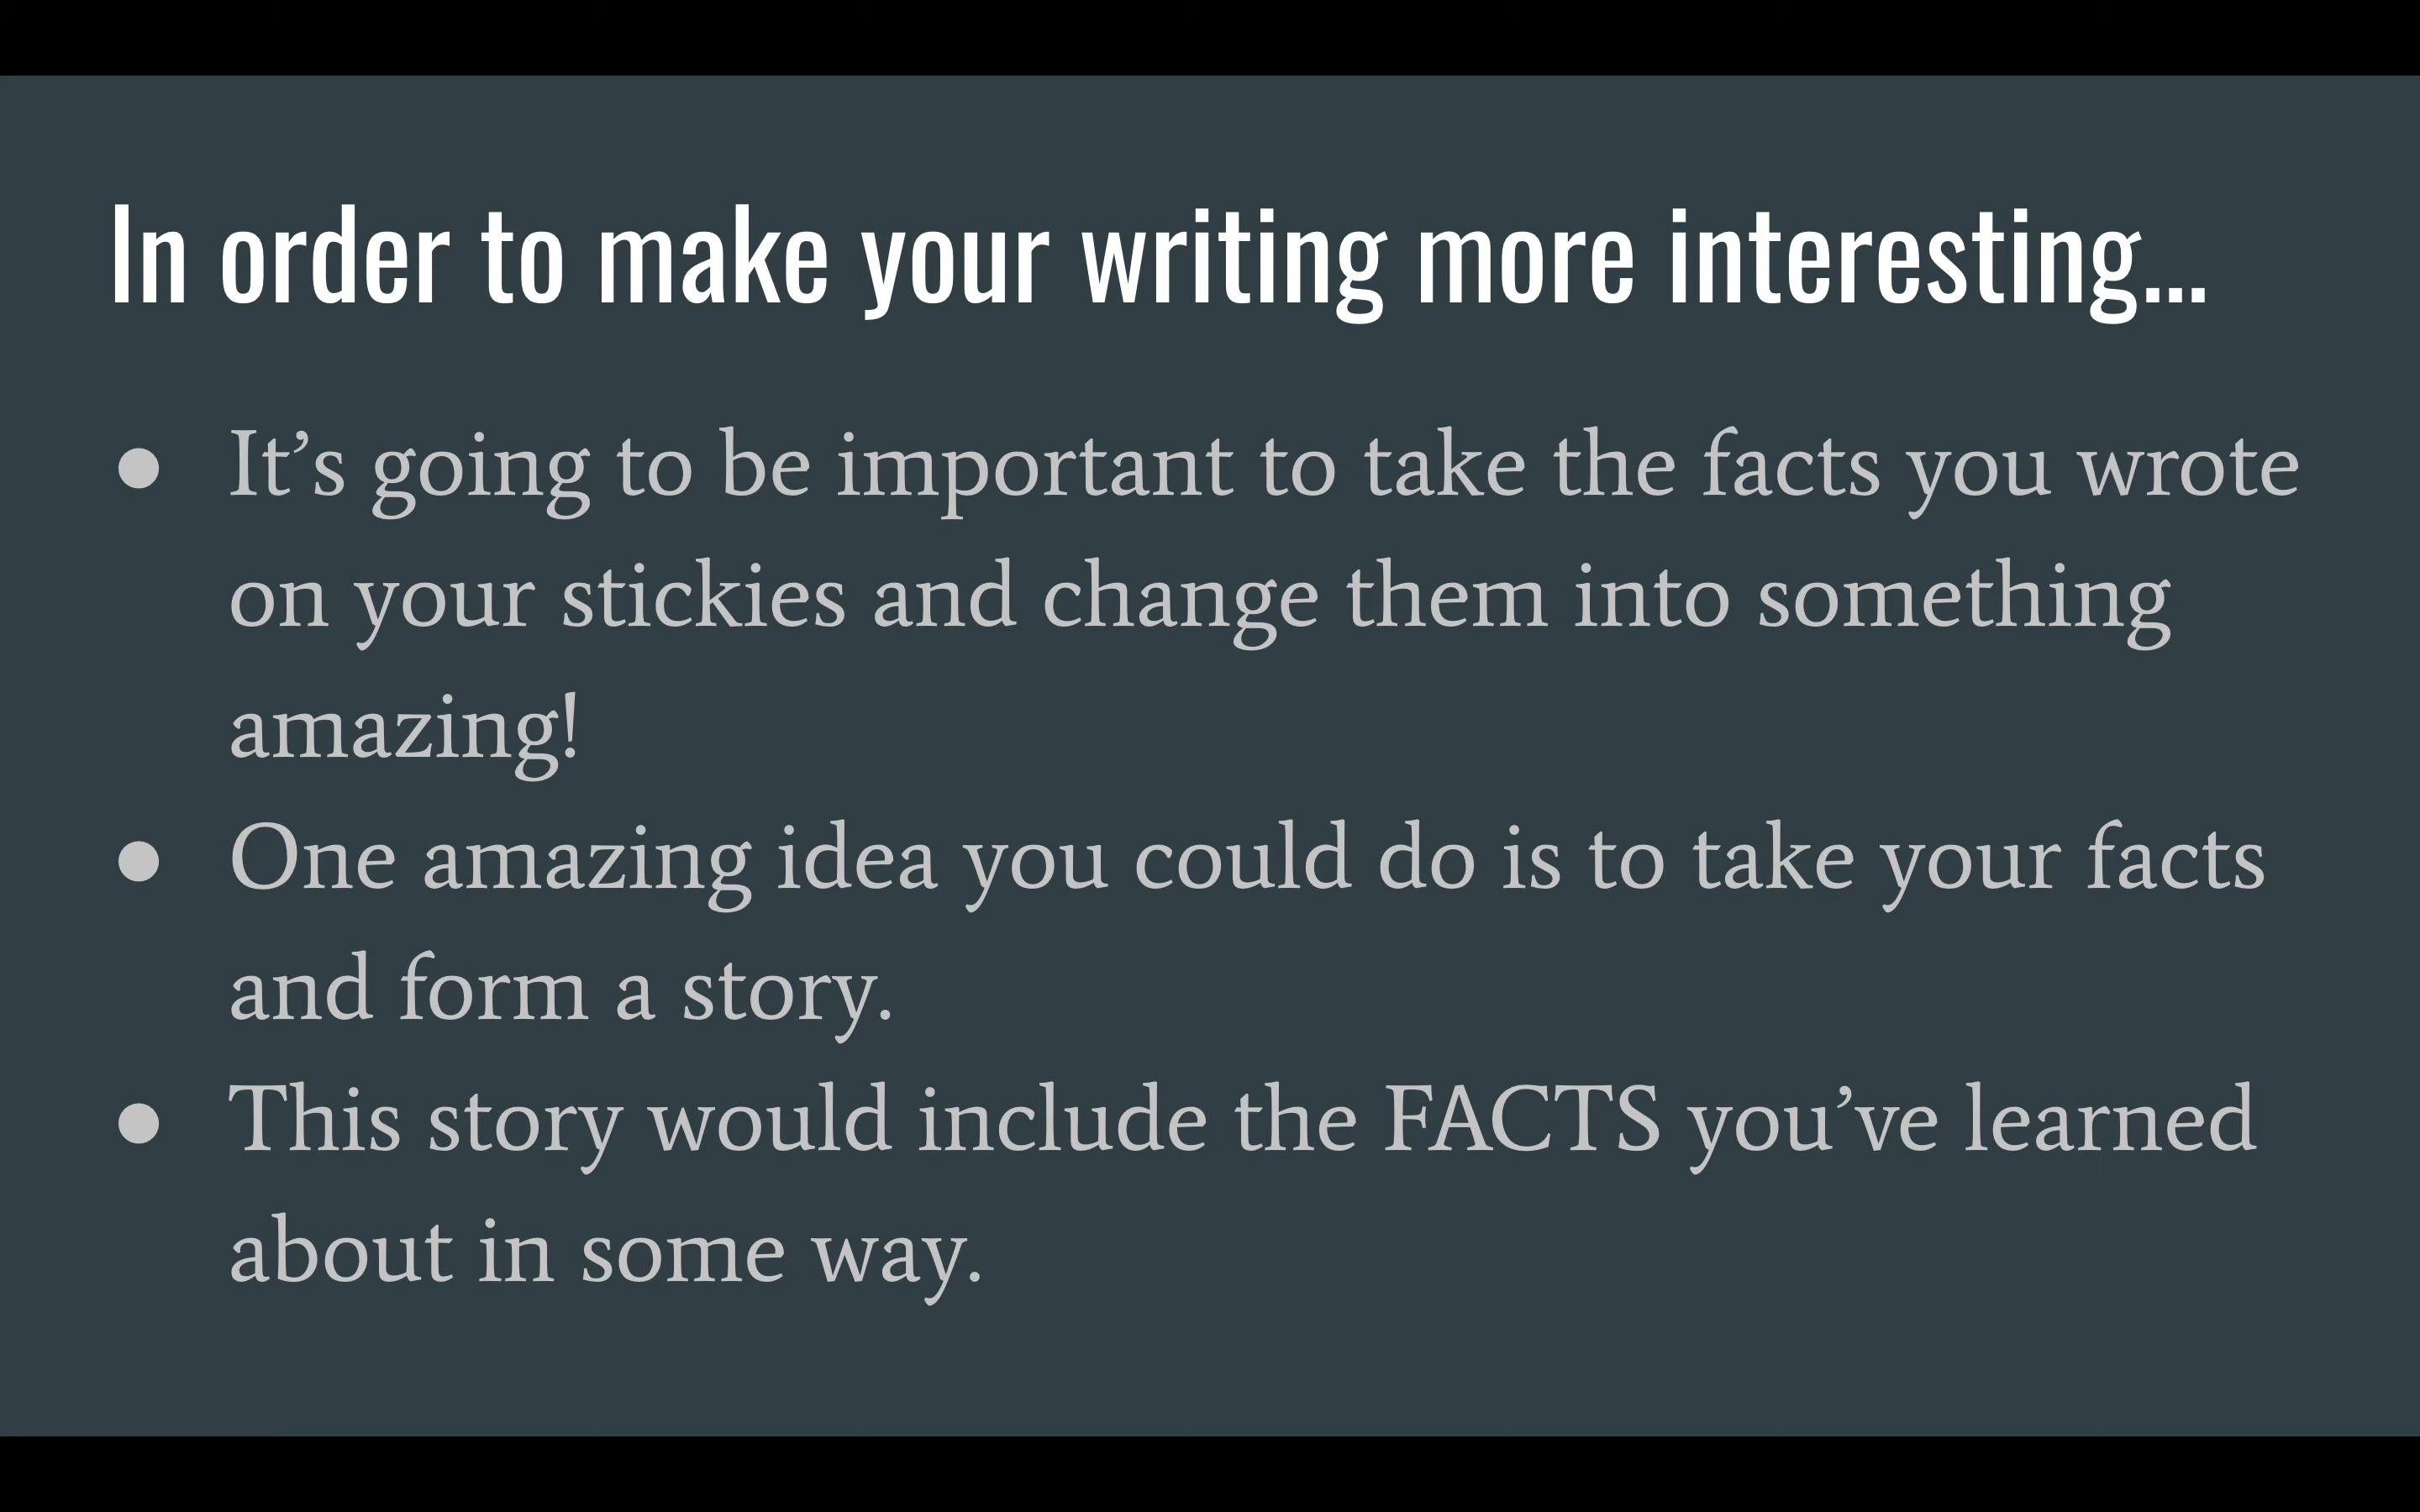 In order to make your writing more interesting...
● It’s going to be important to take the facts you wrote
on your stickies and change them into something
amazing!
● One amazing idea you could do is to take your facts
and form a story.
● This story would include the FACTS you’ve learned
about in some way.